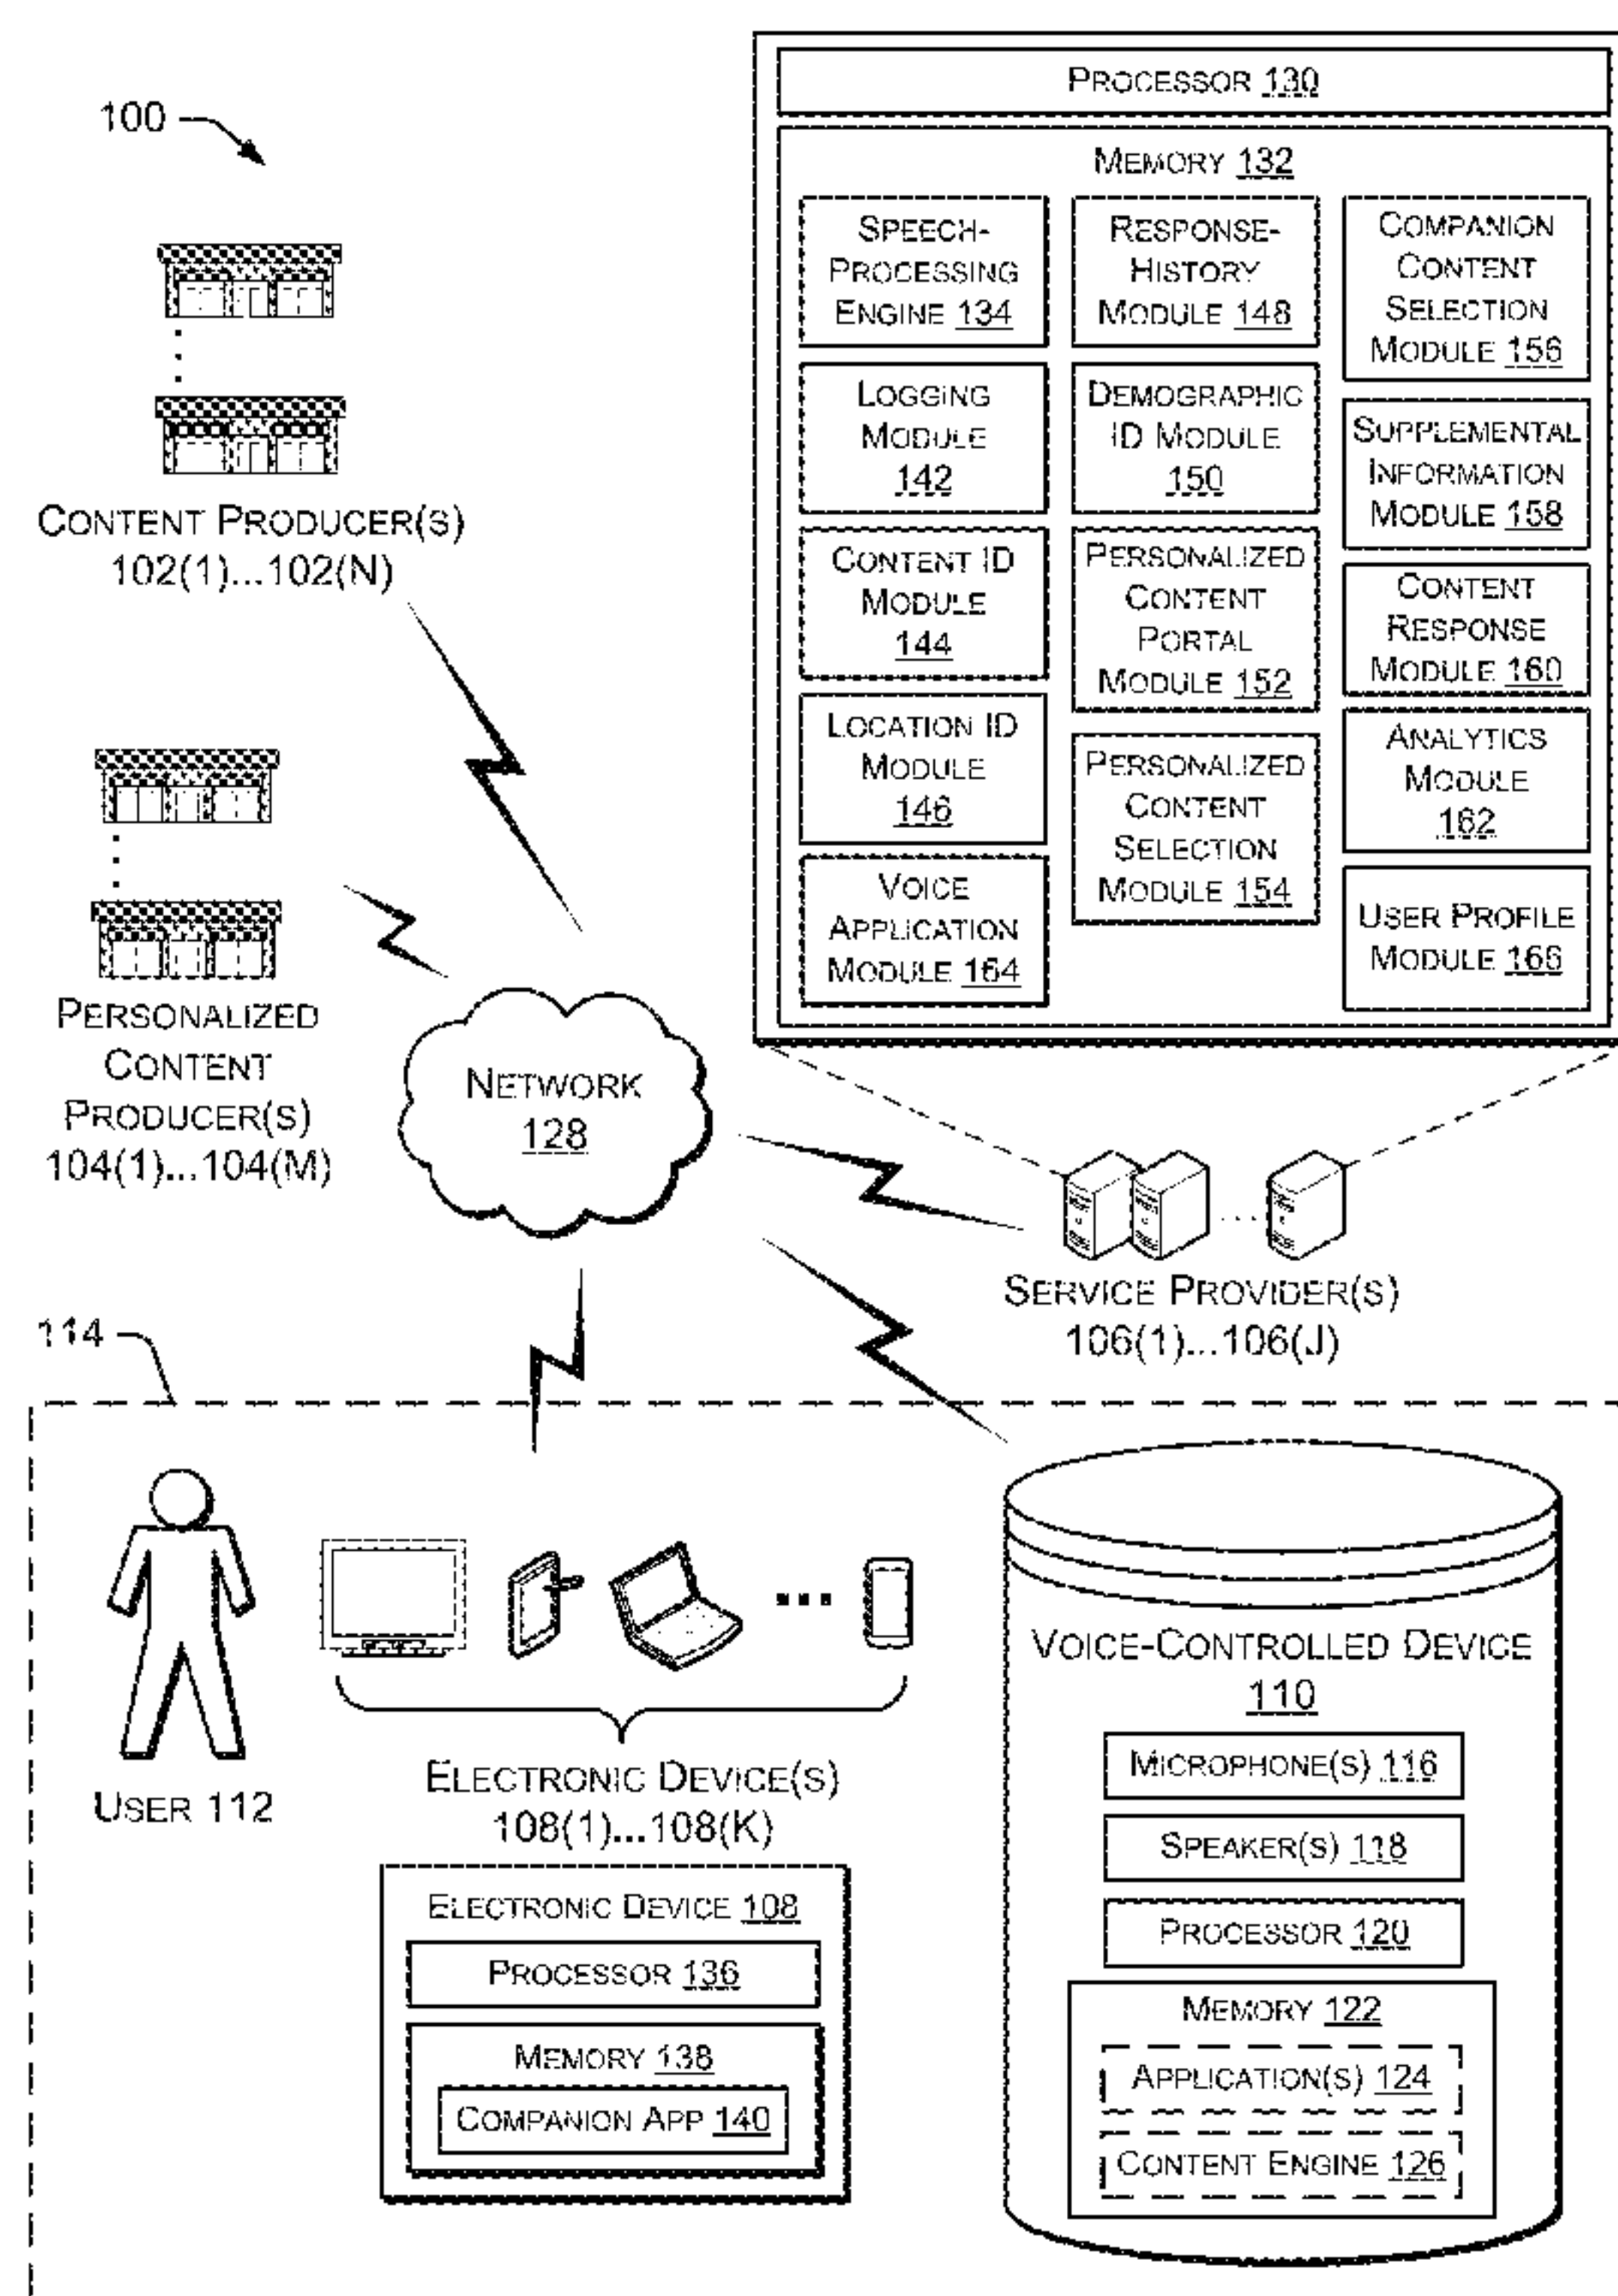 100
PROCESSOR 130
MEMORY 132
SPEECH-
PROCESSING
ENGINE 134
LOGGING
MODULE
142
CONTENT ID
MODULE
144
LOCATION ID
MODULE
146
VOICE
APPLICATION
MODULE 164
RESPONSE-
HISTORY
MODULE 148
DEMOGRAPHIC
ID MODULE
150
PERSONALIZED
CONTENT
PORTAL
MODULE 152
PERSONALIZED
CONTENT
SELECTION
MODULE 154
COMPANION
CONTENT
SELECTION
MODULE 156
SUPPLEMENTAL
INFORMATION
MODULE 158
CONTENT
RESPONSE
MODULE 160
ANALYTICS
MODULE
162
USER PROFILE
MODULE 166
CONTENT PRODUCER(S)
102(1)...102(N)
PERSONALIZED
CONTENT
PRODUCER(S)
104(1)...104(M)
NETWORK
128
SERVICE PROVIDER(S)
106(1)...106(J)
114
USER 112
ELECTRONIC DEVICE(S)
108(1)...108(K)
ELECTRONIC DEVICE 108
PROCESSOR 136
MEMORY 138
COMPANION APP 140
VOICE-CONTROLLED DEVICE
110
MICROPHONE(S) 116
SPEAKER(S) 118
PROCESSOR 120
MEMORY 122
APPLICATION(S) 124
CONTENT ENGINE 126